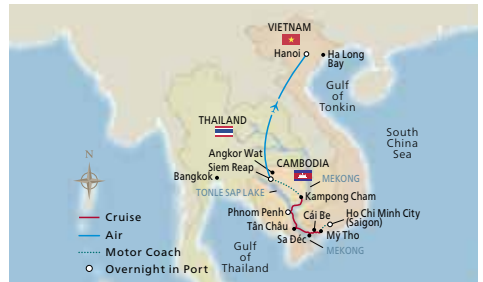 VIETNAM
Hanoi
Ha Long
Bay
Gulf
of
Tonkin
THAILAND
South
China
Sea
Angkor Wat
CAMBODIA
Siem Reap
Bangkok
MEKONG
TONLE SAP LAKE
Kampong Cham
N
Phnom Penh
Cái Be
Ho Chi Minh City
(Saigon)
Tân Châu
Mỹ Tho
Sa Déc
MEKONG
Gulf
of
Thailand
Cruise
Air
Motor Coach
Overnight in Port